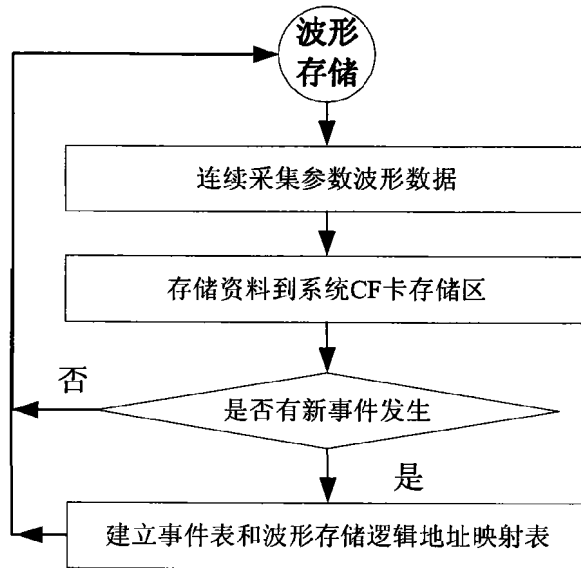 波形
存储
连续采集参数波形数据
存储资料到系统CF卡存储区
否
是否有新事件发生
是
建立事件表和波形存储逻辑地址映射表